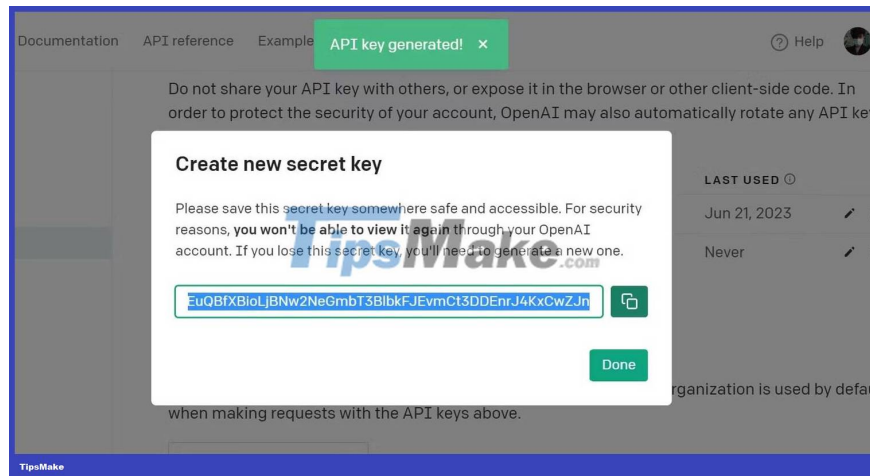 Documentation API reference Example
API key generated! ×
Help
Do not share your API key with others, or expose it in the browser or other client-side code. In
order to protect the security of your account, OpenAI may also automatically rotate any API key
Create new secret key
Please save this secret key somewhere safe and accessible. For security
reasons, you won't be able to view it again through your OpenAI
account. If you lose this secret key, you'll need to generate a new one.
TipsMake.com
EuQBfXBioLjBNw2NeGmbT3BlbkFJEvmCt3DDEnrJ4KxCwZJn
Done
LAST USED
Jun 21, 2023
Never
rganization is used by defau
when making requests with the API keys above.
TipsMake